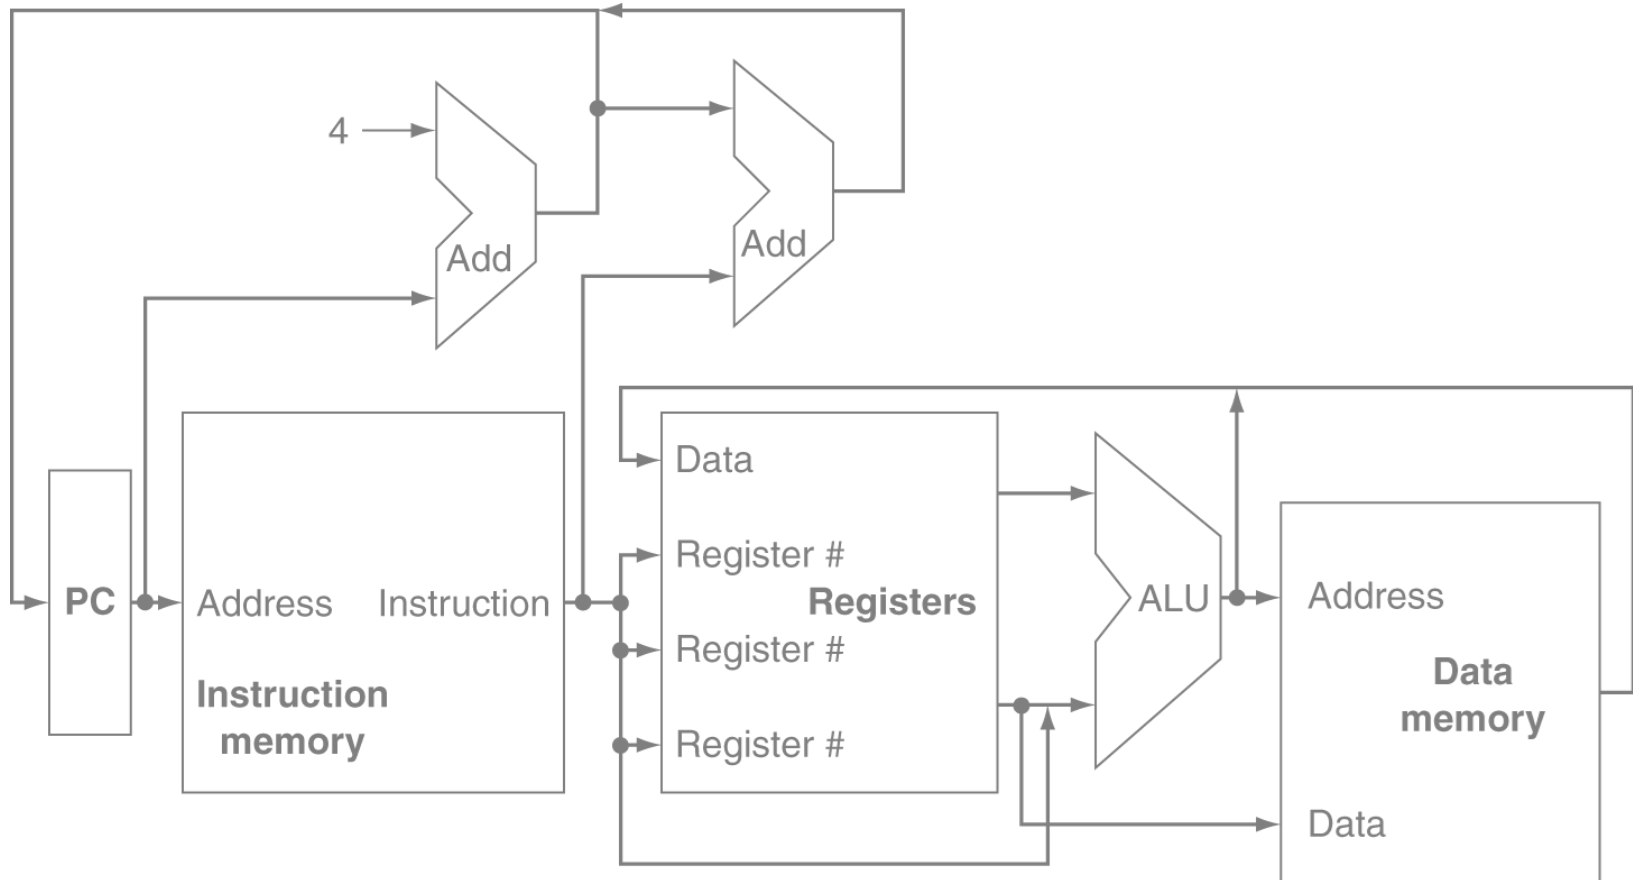 4
Add
Add
Data
Register #
PC
Address
Instruction
Registers
ALU
Address
Register #
Instruction
memory
Data
memory
Register #
Data